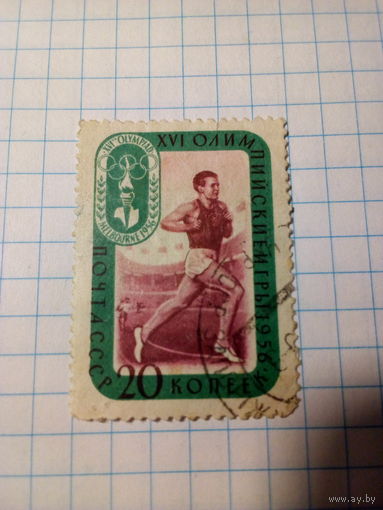 XVI OLYMPIAD
MELBOURNE 1956
XVI ОЛИМПИЙСКИЕ ИГРЫ 1956
ПОЧТА СССР
20 КОПЕЕК
www.ay.by